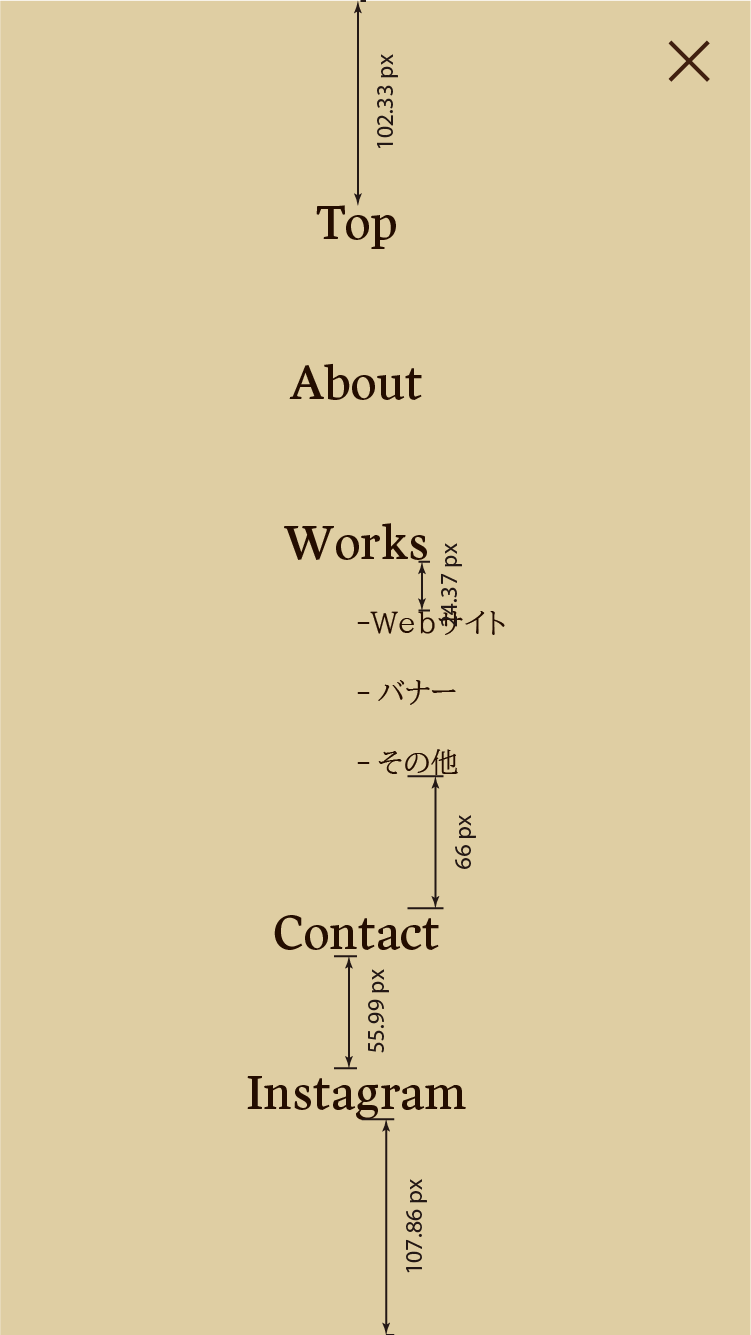 102.33 px
Top
About
Works
24.37 px
-Webサイト
- バナー
- その他
66 px
Contact
55.99 px
Instagram
107.86 px